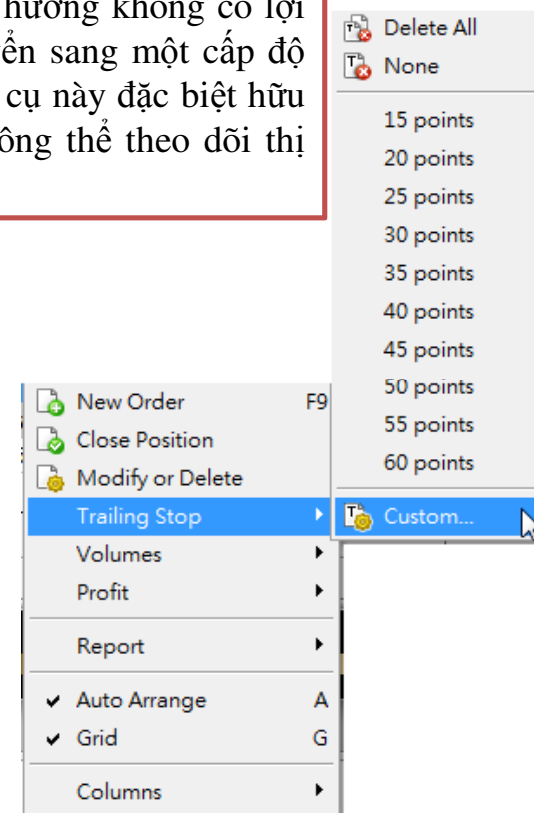 hướng không có lợi
yển sang một cấp độ
cụ này đặc biệt hữu
ông thể theo dõi thị
Delete All
None
15 points
20 points
25 points
30 points
35 points
40 points
45 points
50 points
55 points
60 points
Custom...
New Order F9
Close Position
Modify or Delete
Trailing Stop
Volumes
Profit
Report
Auto Arrange A
Grid G
Columns